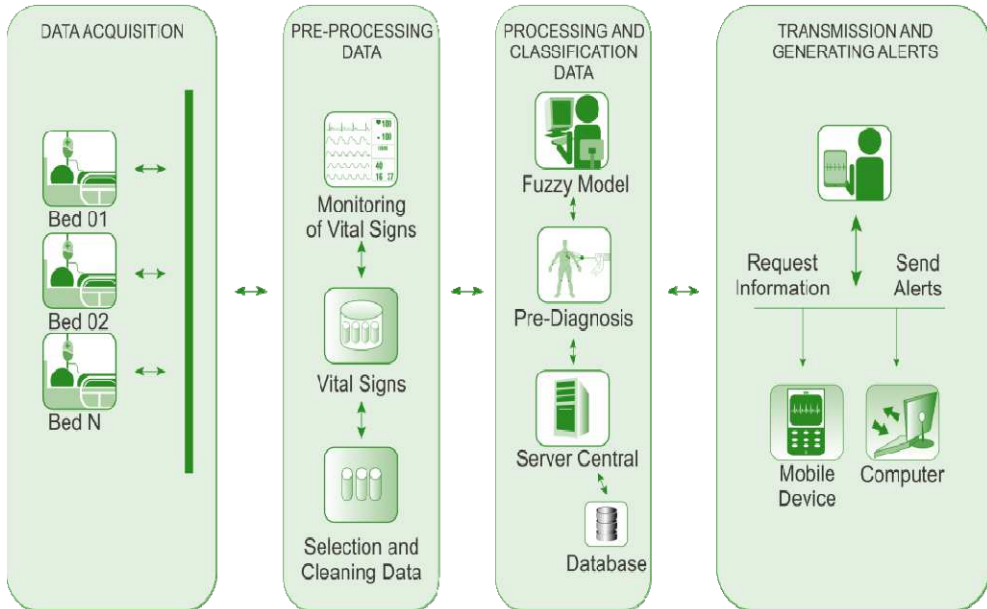 DATA ACQUISITION
Bed 01
Bed 02
Bed N
PRE-PROCESSING
DATA
Monitoring
of Vital Signs
Vital Signs
Selection and
Cleaning Data
PROCESSING AND
CLASSIFICATION
DATA
Fuzzy Model
Pre-Diagnosis
Server Central
Database
TRANSMISSION AND
GENERATING ALERTS
Request
Information
Send
Alerts
Mobile
Device
Computer